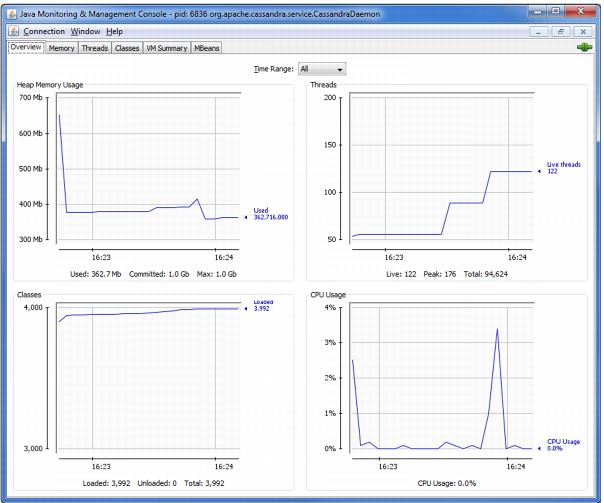 Java Monitoring & Management Console - pid: 6836 org.apache.cassandra.service.CassandraDaemon
Connection Window Help
Overview Memory Threads Classes VM Summary MBeans
Time Range: All
Heap Memory Usage
700 Mb
600 Mb
500 Mb
400 Mb
300 Mb
Used
362.716.080
16:23 16:24
Used: 362.7 Mb Committed: 1.0 Gb Max: 1.0 Gb
Threads
200
150
100
50
Live threads
122
16:23 16:24
Live: 122 Peak: 176 Total: 94,624
Classes
4,000
3,000
Loaded
3.992
16:23 16:24
Loaded: 3,992 Unloaded: 0 Total: 3,992
CPU Usage
4%
3%
2%
1%
0%
CPU Usage
0.0%
16:23 16:24
CPU Usage: 0.0%